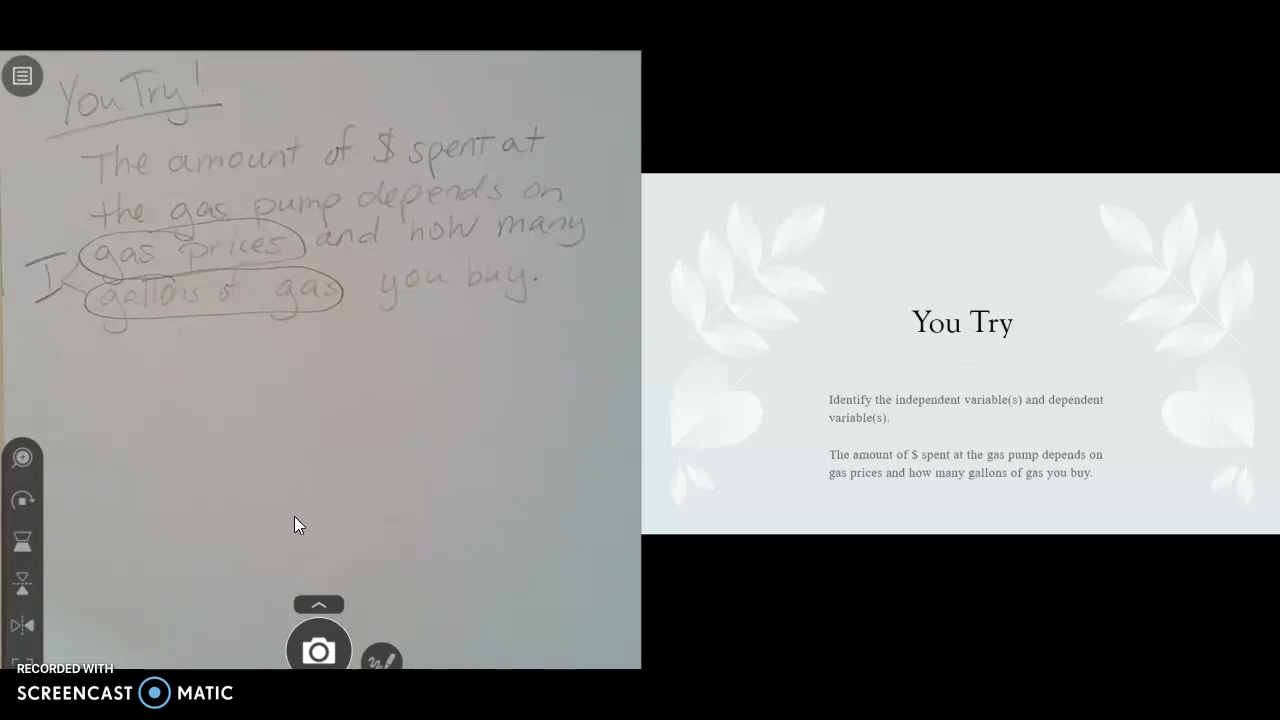 You Try!
The amount of $ spent at
the gas pump depends on
gas prices and how many
I gallons of gas you buy.
You Try
Identify the independent variable(s) and dependent
variable(s).
The amount of $ spent at the gas pump depends on
gas prices and how many gallons of gas you buy.
RECORDED WITH
SCREENCAST MATIC